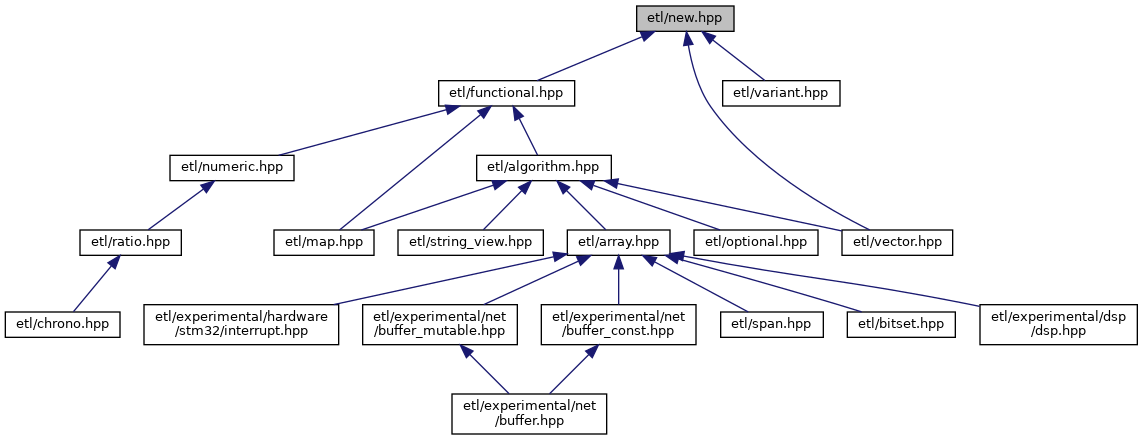 etl/new.hpp
etl/functional.hpp
etl/variant.hpp
etl/numeric.hpp
etl/algorithm.hpp
etl/ratio.hpp
etl/map.hpp
etl/string_view.hpp
etl/array.hpp
etl/optional.hpp
etl/vector.hpp
etl/chrono.hpp
etl/experimental/hardware
/stm32/interrupt.hpp
etl/experimental/net
/buffer_mutable.hpp
etl/experimental/net
/buffer_const.hpp
etl/span.hpp
etl/bitset.hpp
etl/experimental/dsp
/dsp.hpp
etl/experimental/net
/buffer.hpp